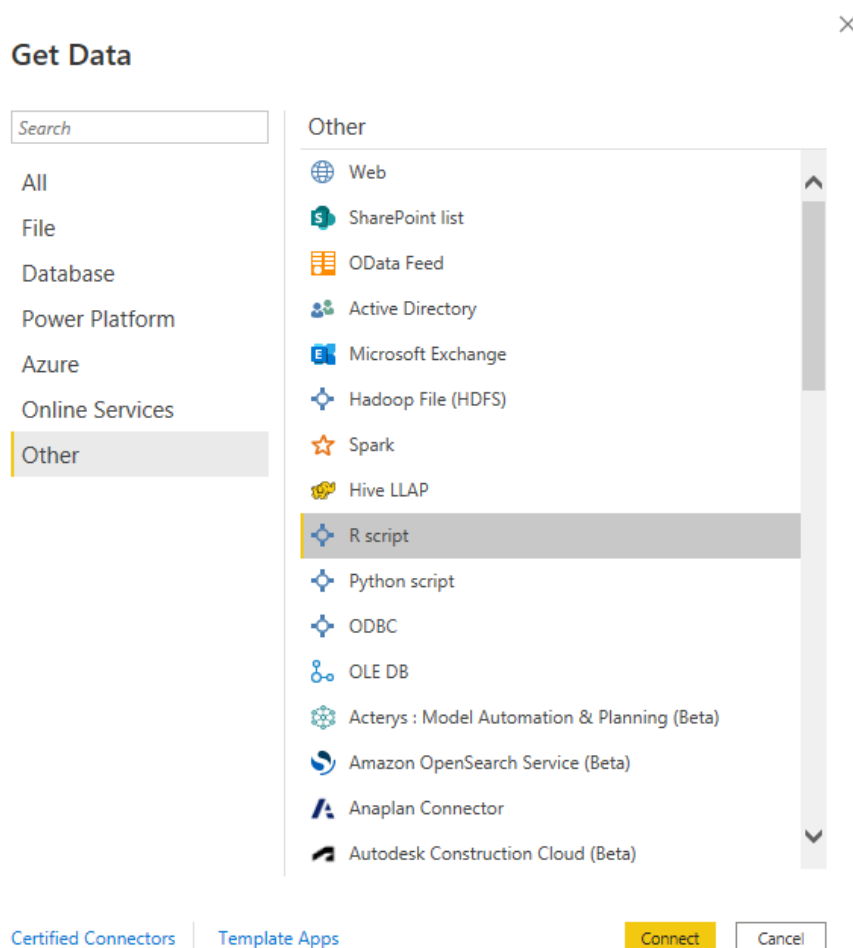 Get Data
Search
All
File
Database
Power Platform
Azure
Online Services
Other
Other
Web
SharePoint list
OData Feed
Active Directory
Microsoft Exchange
Hadoop File (HDFS)
Spark
Hive LLAP
R script
Python script
ODBC
OLE DB
Acterys : Model Automation & Planning (Beta)
Amazon OpenSearch Service (Beta)
Anaplan Connector
Autodesk Construction Cloud (Beta)
Certified Connectors
Template Apps
Connect
Cancel